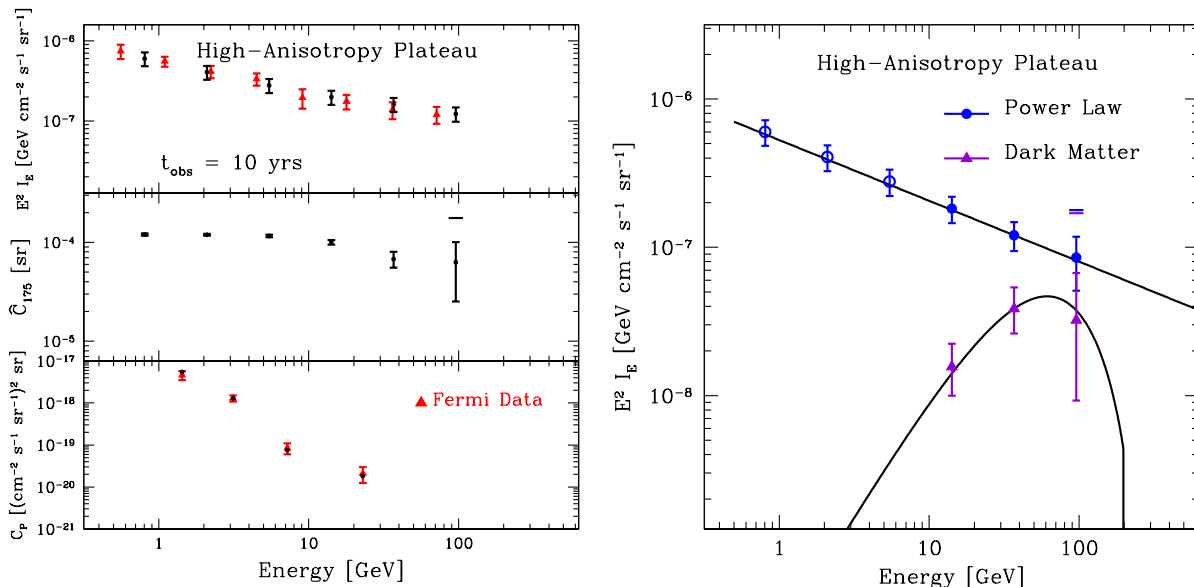 High−Anisotropy Plateau
E² I_E [GeV cm⁻² s⁻¹ sr⁻¹]
10⁻⁶
10⁻⁷
t_obs = 10 yrs
Ĉ₁₇₅ [sr]
10⁻⁴
10⁻⁵
C_P [(cm⁻² s⁻¹ sr⁻¹)² sr]
10⁻¹⁷
10⁻¹⁸
10⁻¹⁹
10⁻²⁰
10⁻²¹
Fermi Data
1 10 100
Energy [GeV]
High−Anisotropy Plateau
Power Law
Dark Matter
E² I_E [GeV cm⁻² s⁻¹ sr⁻¹]
10⁻⁶
10⁻⁷
10⁻⁸
1 10 100
Energy [GeV]